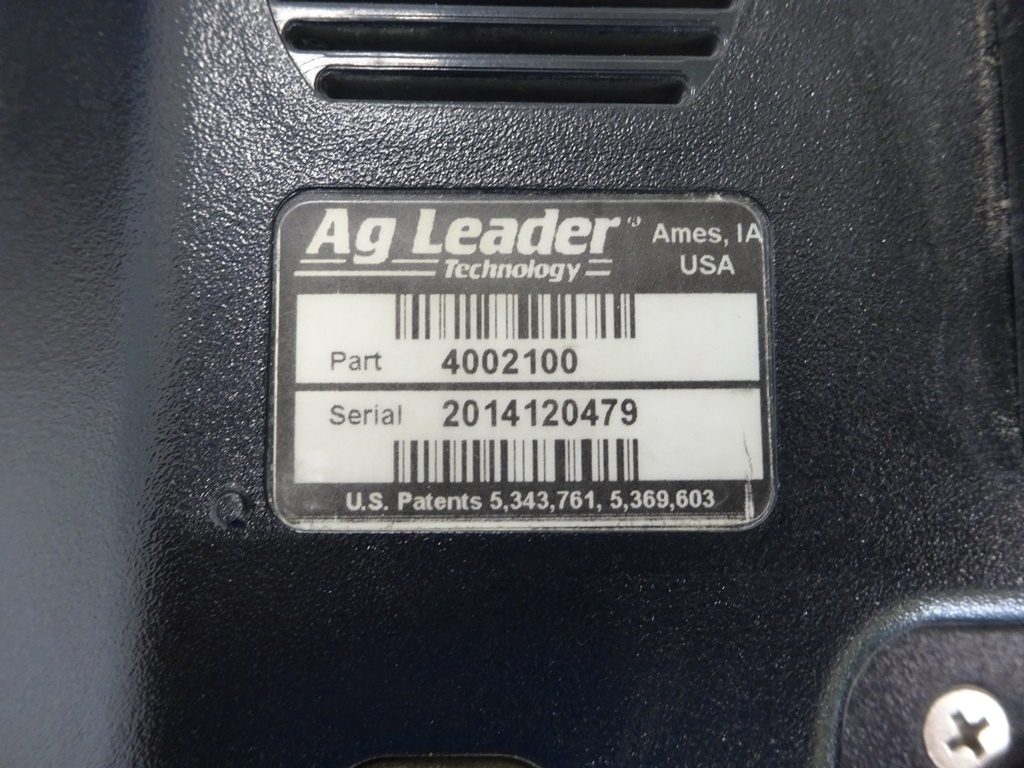 Ag Leader® Ames, IA
Technology USA
Part 4002100
Serial 2014120479
U.S. Patents 5,343,761, 5,369,603